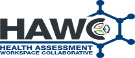 HAWC
HEALTH ASSESSMENT
WORKSPACE COLLABORATIVE